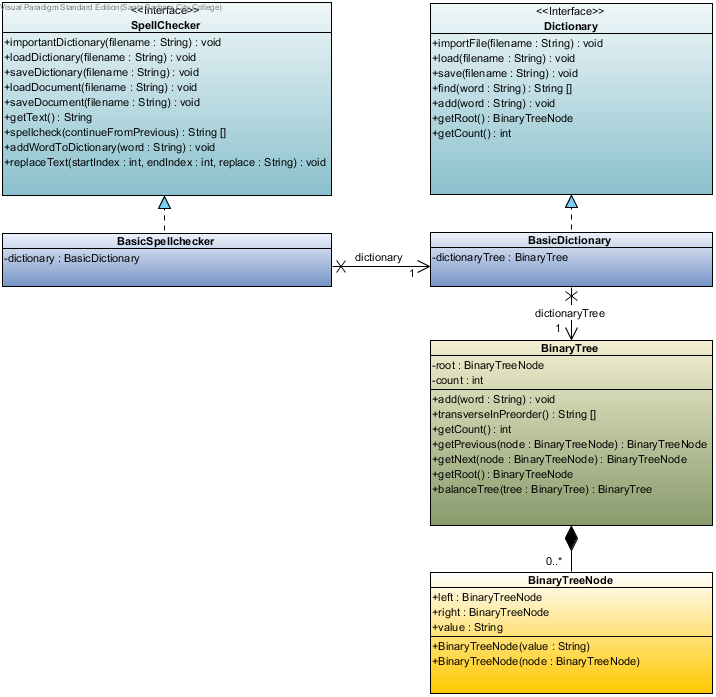 Visual Paradigm Standard Edition(Santa Barbara City College)
<<Interface>>
SpellChecker
+importantDictionary(filename : String) : void
+loadDictionary(filename : String) : void
+saveDictionary(filename : String) : void
+loadDocument(filename : String) : void
+saveDocument(filename : String) : void
+getText() : String
+spellcheck(continueFromPrevious) : String []
+addWordToDictionary(word : String) : void
+replaceText(startIndex : int, endIndex : int, replace : String) : void
<<Interface>>
Dictionary
+importFile(filename : String) : void
+load(filename : String) : void
+save(filename : String) : void
+find(word : String) : String []
+add(word : String) : void
+getRoot() : BinaryTreeNode
+getCount() : int
BasicSpellchecker
-dictionary : BasicDictionary
dictionary
1
BasicDictionary
-dictionaryTree : BinaryTree
dictionaryTree
1
BinaryTree
-root : BinaryTreeNode
-count : int
+add(word : String) : void
+transverseInPreorder() : String []
+getCount() : int
+getPrevious(node : BinaryTreeNode) : BinaryTreeNode
+getNext(node : BinaryTreeNode) : BinaryTreeNode
+getRoot() : BinaryTreeNode
+balanceTree(tree : BinaryTree) : BinaryTree
0..*
BinaryTreeNode
+left : BinaryTreeNode
+right : BinaryTreeNode
+value : String
+BinaryTreeNode(value : String)
+BinaryTreeNode(node : BinaryTreeNode)